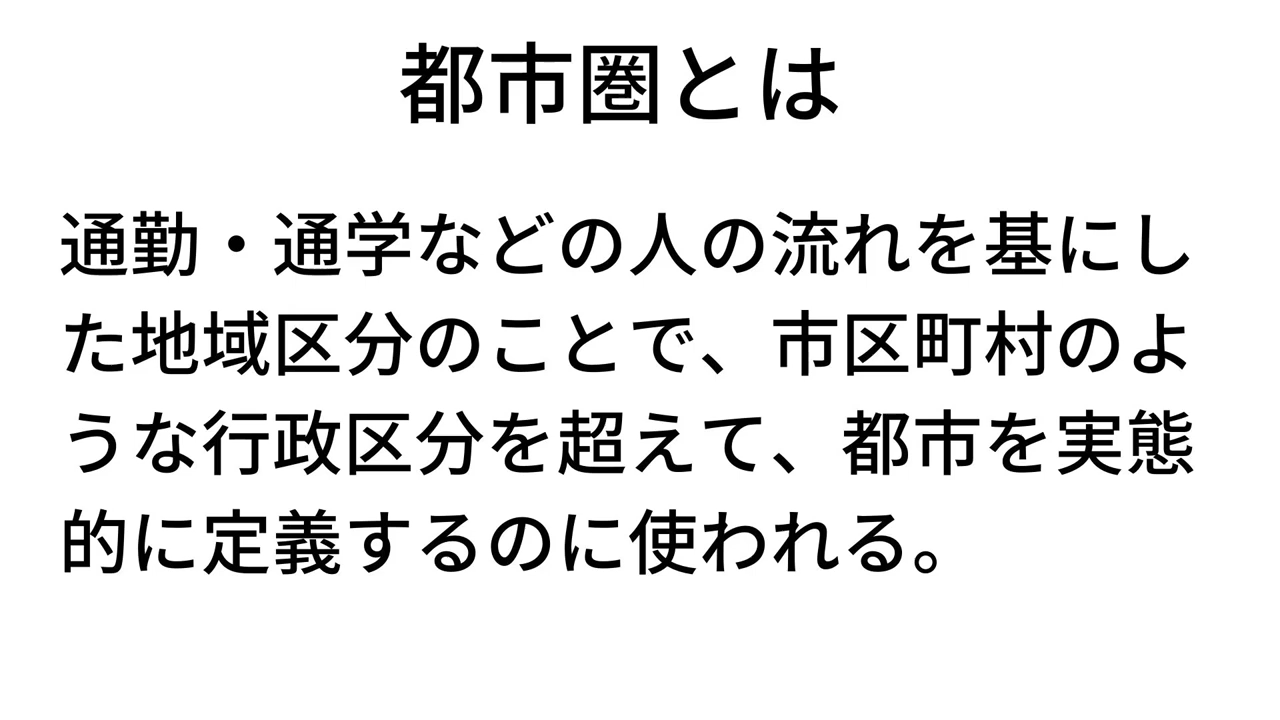 都市圏とは
通勤・通学などの人の流れを基にし
た地域区分のことで、市区町村のよ
うな行政区分を超えて、都市を実態
的に定義するのに使われる。